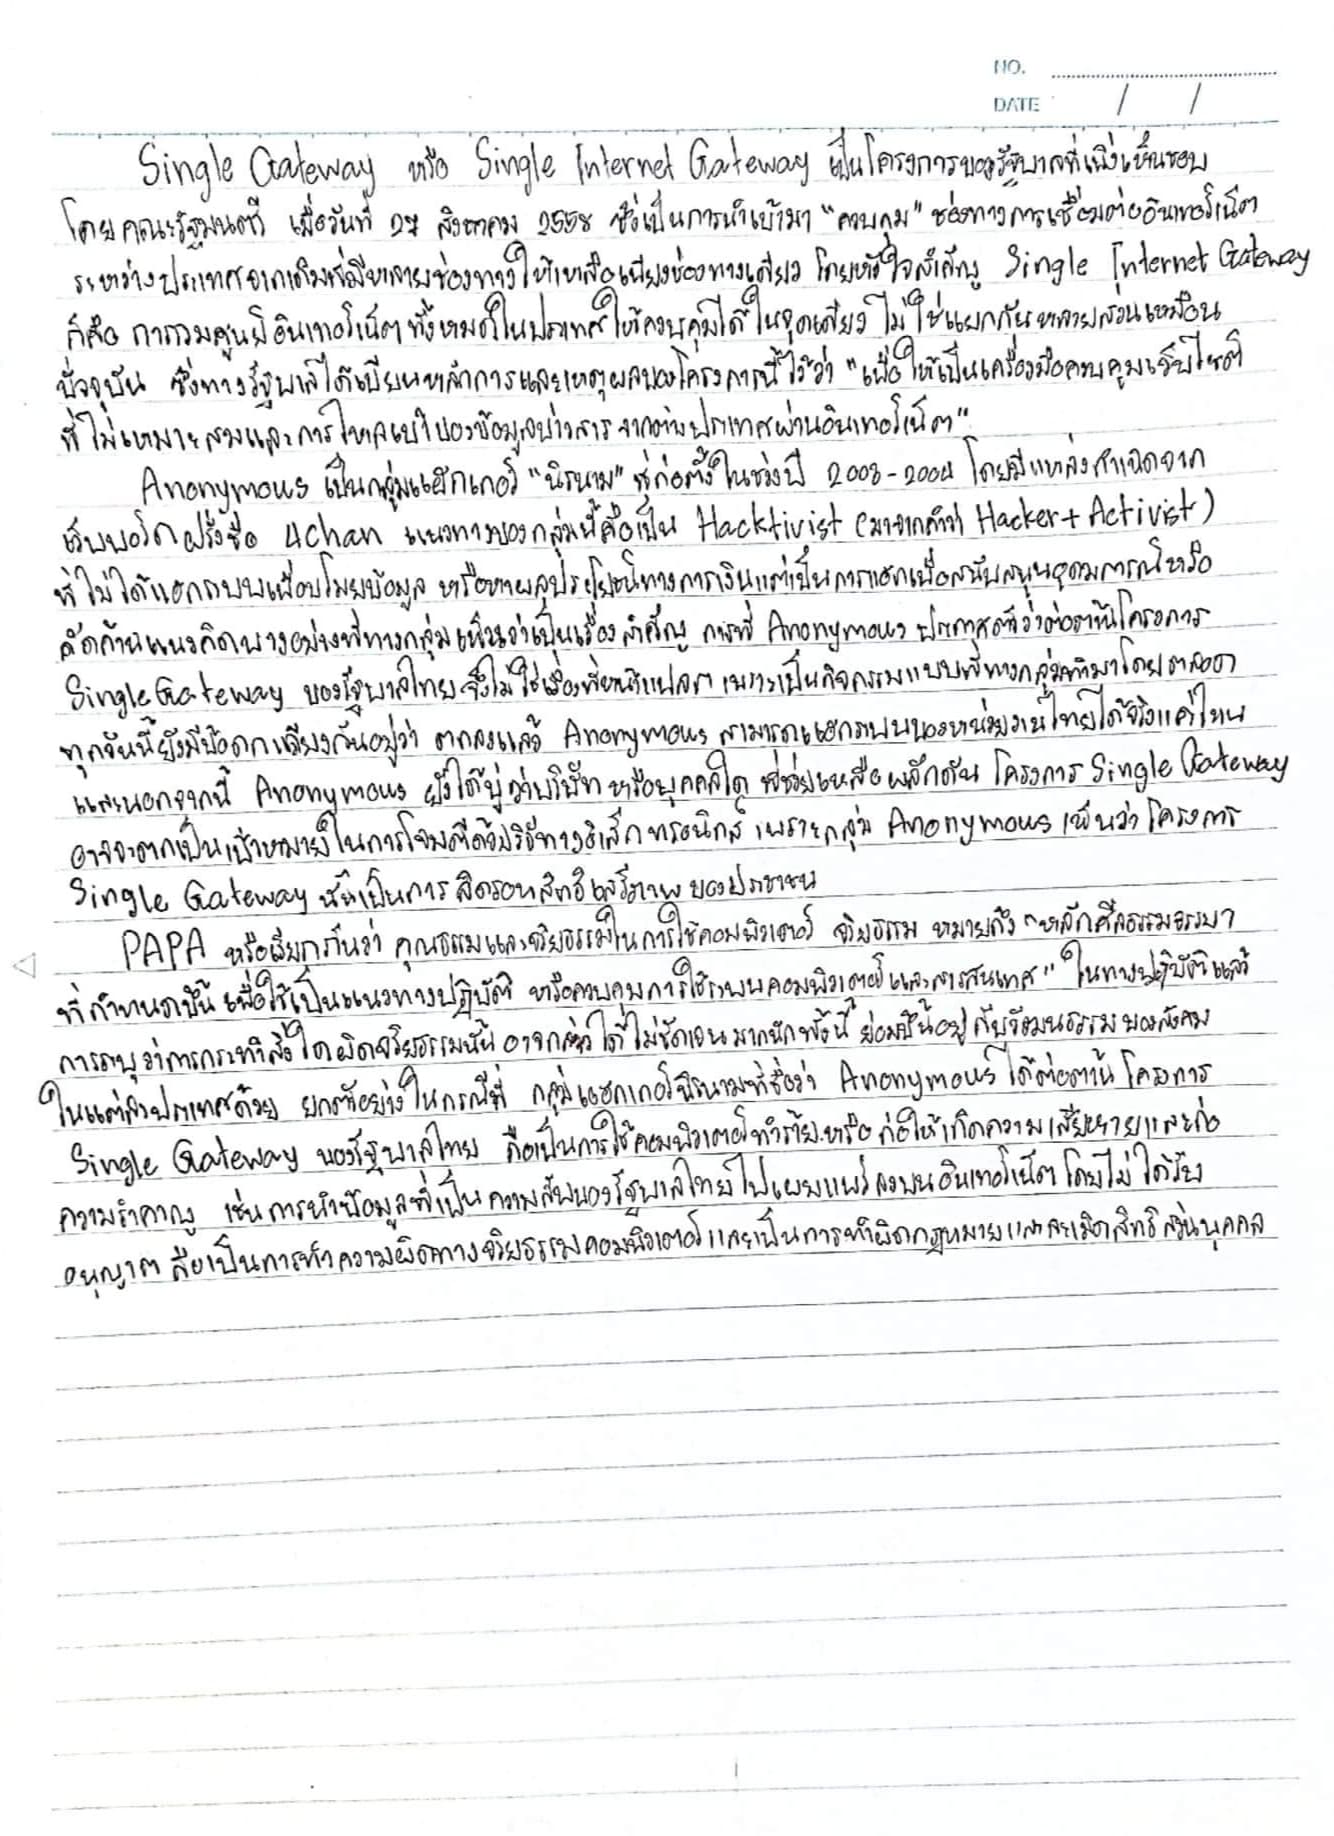 NO.
DATE / /
Single Gateway หรือ Single Internet Gateway เป็นโครงการของรัฐบาลที่เพิ่งเห็นชอบ
โดยคณะรัฐมนตรี เมื่อวันที่ 27 สิงหาคม 2558 ซึ่งเป็นการนำเข้ามา "ควบคุม" ช่องทางการเชื่อมต่ออินเทอร์เน็ต
ระหว่างประเทศจากเดิมที่มีหลายช่องทางให้เหลือเพียงช่องทางเดียว โดยหัวใจสำคัญ Single Internet Gateway
ก็คือ การรวมศูนย์อินเทอร์เน็ตทั้งหมดในประเทศให้ควบคุมได้ในจุดเดียว ไม่ใช่แยกกันหลายส่วนเหมือน
ปัจจุบัน ซึ่งทางรัฐบาลได้เขียนหลักการและเหตุผลของโครงการนี้ไว้ว่า "เพื่อให้เป็นเครื่องมือควบคุมเว็บไซต์
ที่ไม่เหมาะสมและการไหลเข้าของข้อมูลข่าวสารจากต่างประเทศผ่านอินเทอร์เน็ต"
Anonymous เป็นกลุ่มแฮกเกอร์ "นิรนาม" ที่ก่อตั้งในช่วงปี 2003-2004 โดยมีแหล่งกำเนิดจาก
เว็บบอร์ดฝรั่งชื่อ 4Chan แนวทางของกลุ่มนี้คือเป็น Hacktivist (มาจากคำว่า Hacker + Activist)
ที่ไม่ได้แฮกระบบเพื่อขโมยข้อมูล หรือหาผลประโยชน์ทางการเงินแต่เป็นการแฮกเพื่อสนับสนุนอุดมการณ์หรือ
คัดค้านแนวคิดบางอย่างที่ทางกลุ่มเห็นว่าเป็นเรื่องสำคัญ การที่ Anonymous ประกาศตัวว่าต่อต้านโครงการ
Single Gateway ของรัฐบาลไทยจึงไม่ใช่เรื่องที่น่าแปลก เพราะเป็นกิจกรรมแบบที่ทางกลุ่มทำมาโดยตลอด
ทุกวันนี้ยังมีข้อถกเถียงกันอยู่ว่า ตกลงแล้ว Anonymous สามารถแฮกระบบของหน่วยงานไทยได้จริงแค่ไหน
และนอกจากนี้ Anonymous ยังได้ขู่ว่าบริษัท หรือบุคคลใด ที่ช่วยเหลือผลักดัน โครงการ Single Gateway
อาจจะตกเป็นเป้าหมายในการโจมตีด้วยวิธีทางอิเล็กทรอนิกส์ เพราะกลุ่ม Anonymous เห็นว่า โครงการ
Single Gateway นั้นเป็นการ ลิดรอนสิทธิเสรีภาพ ของประชาชน
PAPA หรือเรียกกันว่า คุณธรรมและจริยธรรมในการใช้คอมพิวเตอร์ จริยธรรม หมายถึง "หลักศีลธรรมจรรยา
ที่กำหนดขึ้น เพื่อใช้เป็นแนวทางปฏิบัติ หรือควบคุมการใช้ระบบคอมพิวเตอร์และสารสนเทศ" ในทางปฏิบัติแล้ว
การระบุว่าการกระทำสิ่งใดผิดจริยธรรมนั้น อาจกล่าวได้ไม่ชัดเจนมากนักทั้งนี้ ย่อมขึ้นอยู่กับวัฒนธรรมของสังคม
ในแต่ละประเทศด้วย ยกตัวอย่างในกรณีที่ กลุ่มแฮกเกอร์นิรนามที่ชื่อว่า Anonymous ได้ต่อต้าน โครงการ
Single Gateway ของรัฐบาลไทย ถือเป็นการใช้คอมพิวเตอร์ทำร้าย หรือ ก่อให้เกิดความเสียหายและก่อ
ความรำคาญ เช่น การนำข้อมูลที่เป็นความลับของรัฐบาลไทยไปเผยแพร่ลงบนอินเทอร์เน็ต โดยไม่ได้รับ
อนุญาต ถือเป็นการทำความผิดทางจริยธรรมคอมพิวเตอร์ และเป็นการทำผิดกฎหมายและละเมิดสิทธิส่วนบุคคล